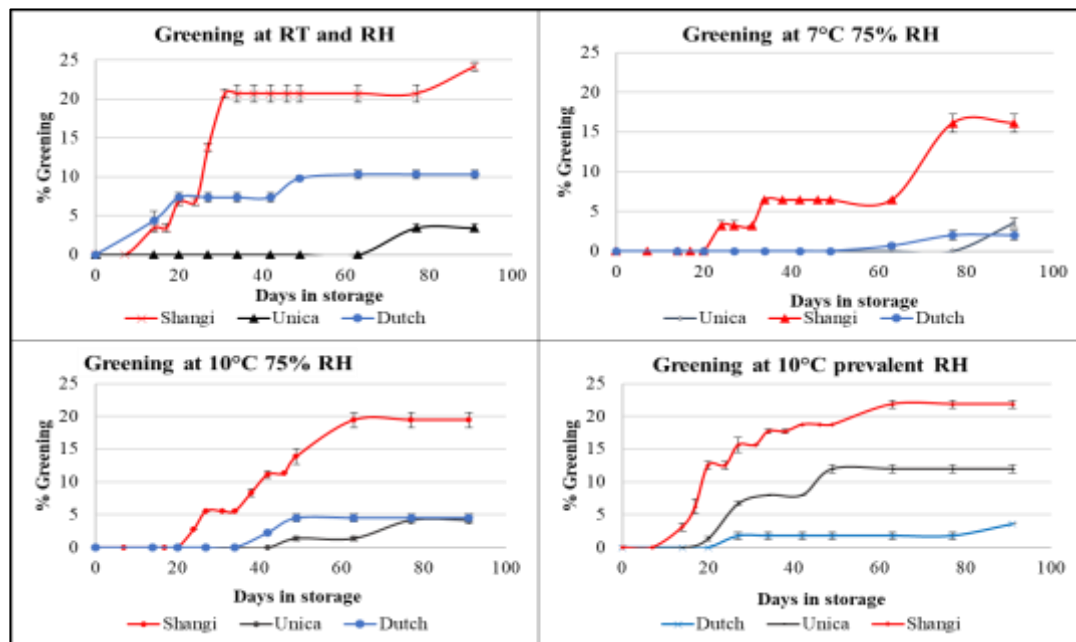 Greening at RT and RH
25
20
15
10
5
0
% Greening
0 20 40 60 80 100
Days in storage
Shangi Unica Dutch
Greening at 7°C 75% RH
25
20
15
10
5
0
% Greening
0 20 40 60 80 100
Days in storage
Unica Shangi Dutch
Greening at 10°C 75% RH
25
20
15
10
5
0
% Greening
0 20 40 60 80 100
Days in storage
Shangi Unica Dutch
Greening at 10°C prevalent RH
25
20
15
10
5
0
% Greening
0 20 40 60 80 100
Days in storage
Dutch Unica Shangi